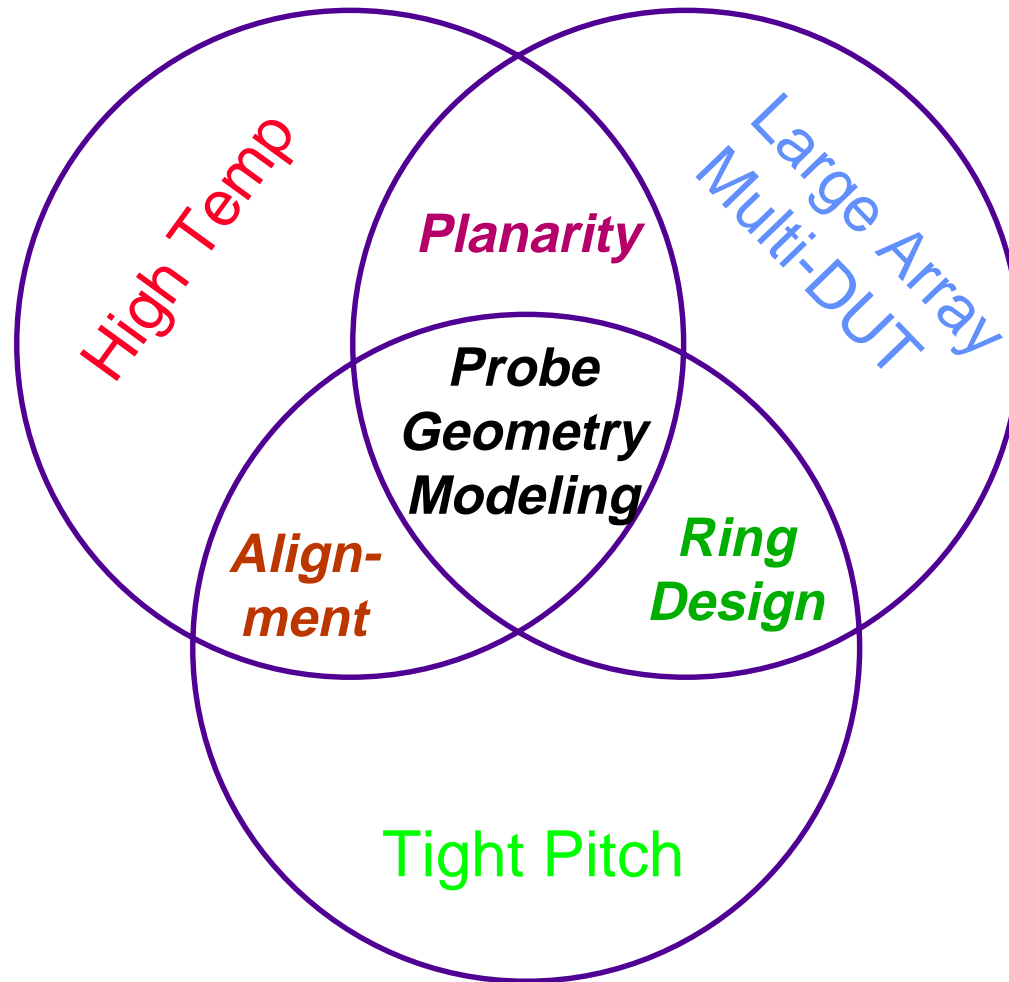 High Temp
Large Array
Multi-DUT
Planarity
Probe
Geometry
Modeling
Align-
ment
Ring
Design
Tight Pitch